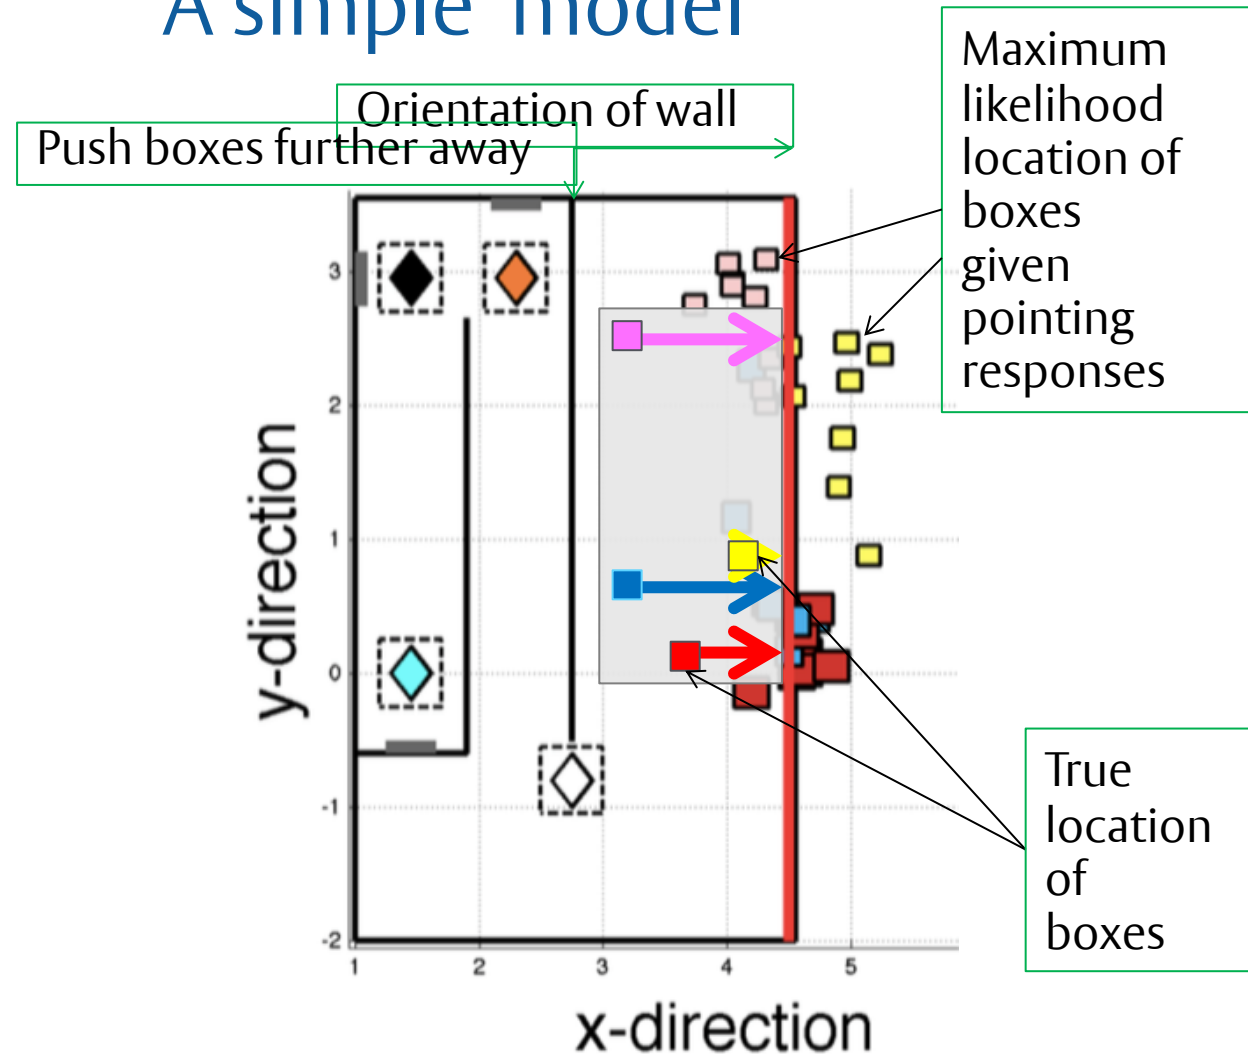 A simple model
Orientation of wall
Push boxes further away
Maximum
likelihood
location of
boxes
given
pointing
responses
3
2
1
0
-1
-2
y-direction
1
2
3
4
5
x-direction
True
location
of
boxes